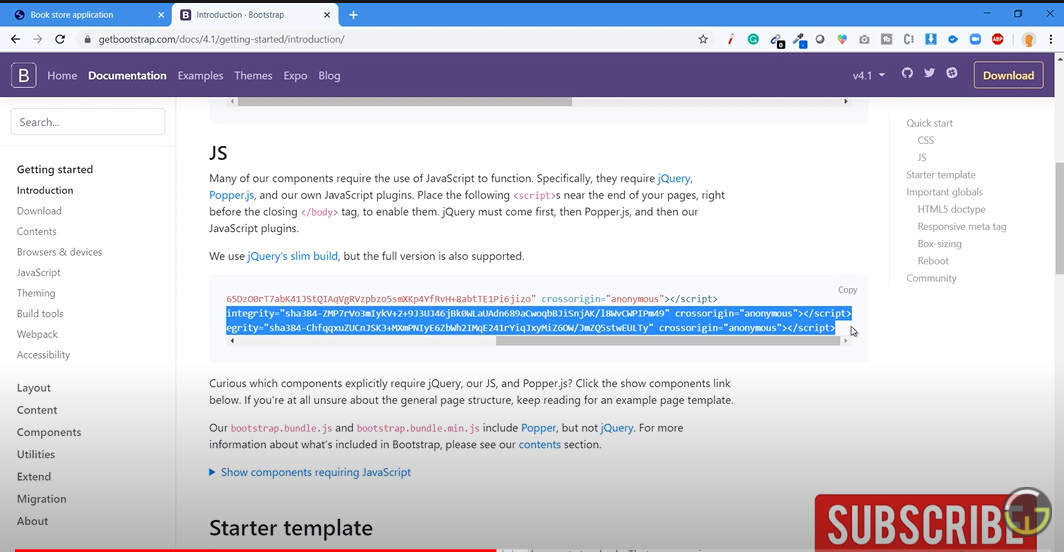 Book store application
Introduction · Bootstrap
getbootstrap.com/docs/4.1/getting-started/introduction/
B Home Documentation Examples Themes Expo Blog v4.1 Download
Search...
Getting started
Introduction
Download
Contents
Browsers & devices
JavaScript
Theming
Build tools
Webpack
Accessibility
Layout
Content
Components
Utilities
Extend
Migration
About
JS
Many of our components require the use of JavaScript to function. Specifically, they require jQuery,
Popper.js, and our own JavaScript plugins. Place the following <script>s near the end of your pages, right
before the closing </body> tag, to enable them. jQuery must come first, then Popper.js, and then our
JavaScript plugins.
We use jQuery's slim build, but the full version is also supported.
Copy
65DzO0rT7abK41JStQIAqVgRVzpbzo5smXKp4YfRvH+8abtTE1Pi6jizo" crossorigin="anonymous"></script>
integrity="sha384-ZMP7rVo3mIykV+2+9J3UJ46jBk0WLaUAdn689aCwoqbBJiSnjAK/l8WvCWPIPm49" crossorigin="anonymous"></script>
egrity="sha384-ChfqqxuZUCnJSK3+MXmPNIyE6ZbWh2IMqE241rYiqJxyMiZ6OW/JmZQ5stwEULTy" crossorigin="anonymous"></script>
Curious which components explicitly require jQuery, our JS, and Popper.js? Click the show components link
below. If you're at all unsure about the general page structure, keep reading for an example page template.
Our bootstrap.bundle.js and bootstrap.bundle.min.js include Popper, but not jQuery. For more
information about what's included in Bootstrap, please see our contents section.
Show components requiring JavaScript
Starter template
Quick start
CSS
JS
Starter template
Important globals
HTML5 doctype
Responsive meta tag
Box-sizing
Reboot
Community
SUBSCRIBE